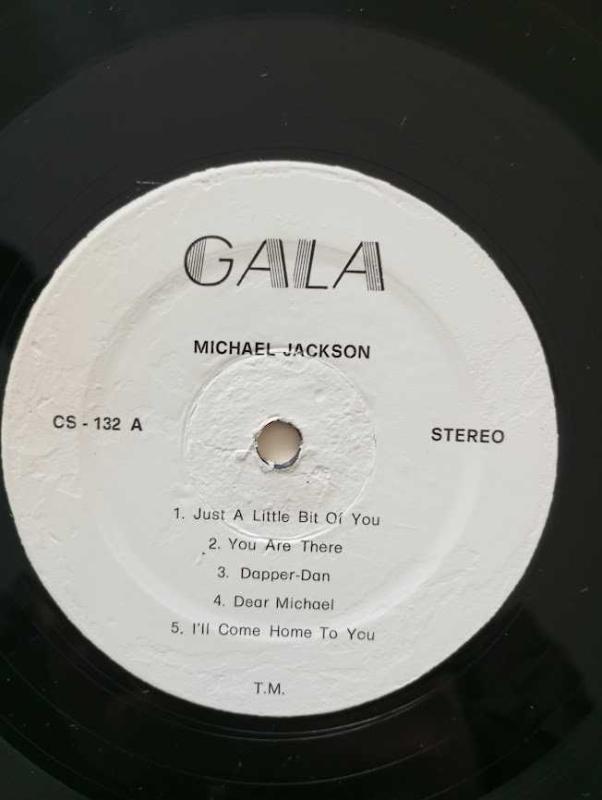 GALA
MICHAEL JACKSON
CS - 132 A
STEREO
1. Just A Little Bit Of You
2. You Are There
3. Dapper-Dan
4. Dear Michael
5. I'll Come Home To You
T.M.